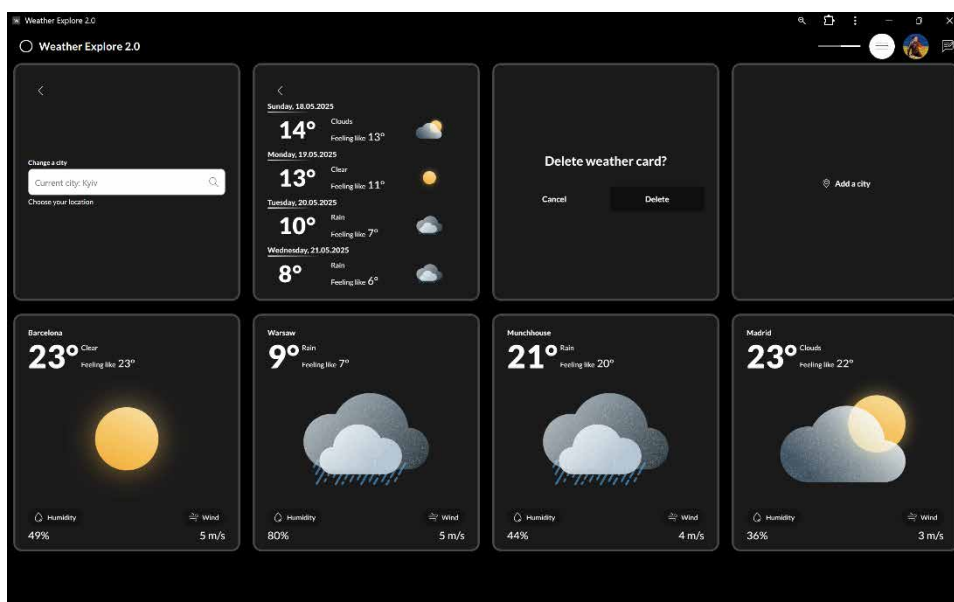 Weather Explore 2.0
Weather Explore 2.0
Change a city
Current city: Kyiv
Choose your location
Sunday, 18.05.2025
14° Clouds
Feeling like 13°
Monday, 19.05.2025
13° Clear
Feeling like 11°
Tuesday, 20.05.2025
10° Rain
Feeling like 7°
Wednesday, 21.05.2025
8° Rain
Feeling like 6°
Delete weather card?
Cancel Delete
Add a city
Barcelona
23° Clear
Feeling like 23°
Humidity Wind
49% 5 m/s
Warsaw
9° Rain
Feeling like 7°
Humidity Wind
80% 5 m/s
Munchhouse
21° Rain
Feeling like 20°
Humidity Wind
44% 4 m/s
Madrid
23° Clouds
Feeling like 22°
Humidity Wind
36% 3 m/s